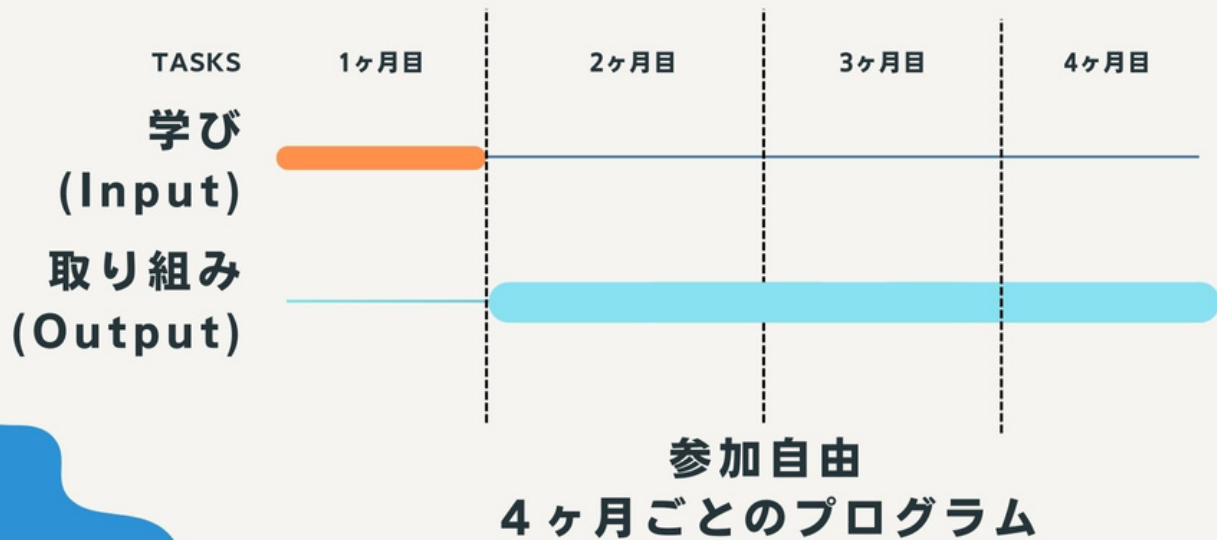 TASKS 1ヶ月目 2ヶ月目 3ヶ月目 4ヶ月目
学び
(Input)
取り組み
(Output)
参加自由
4ヶ月ごとのプログラム